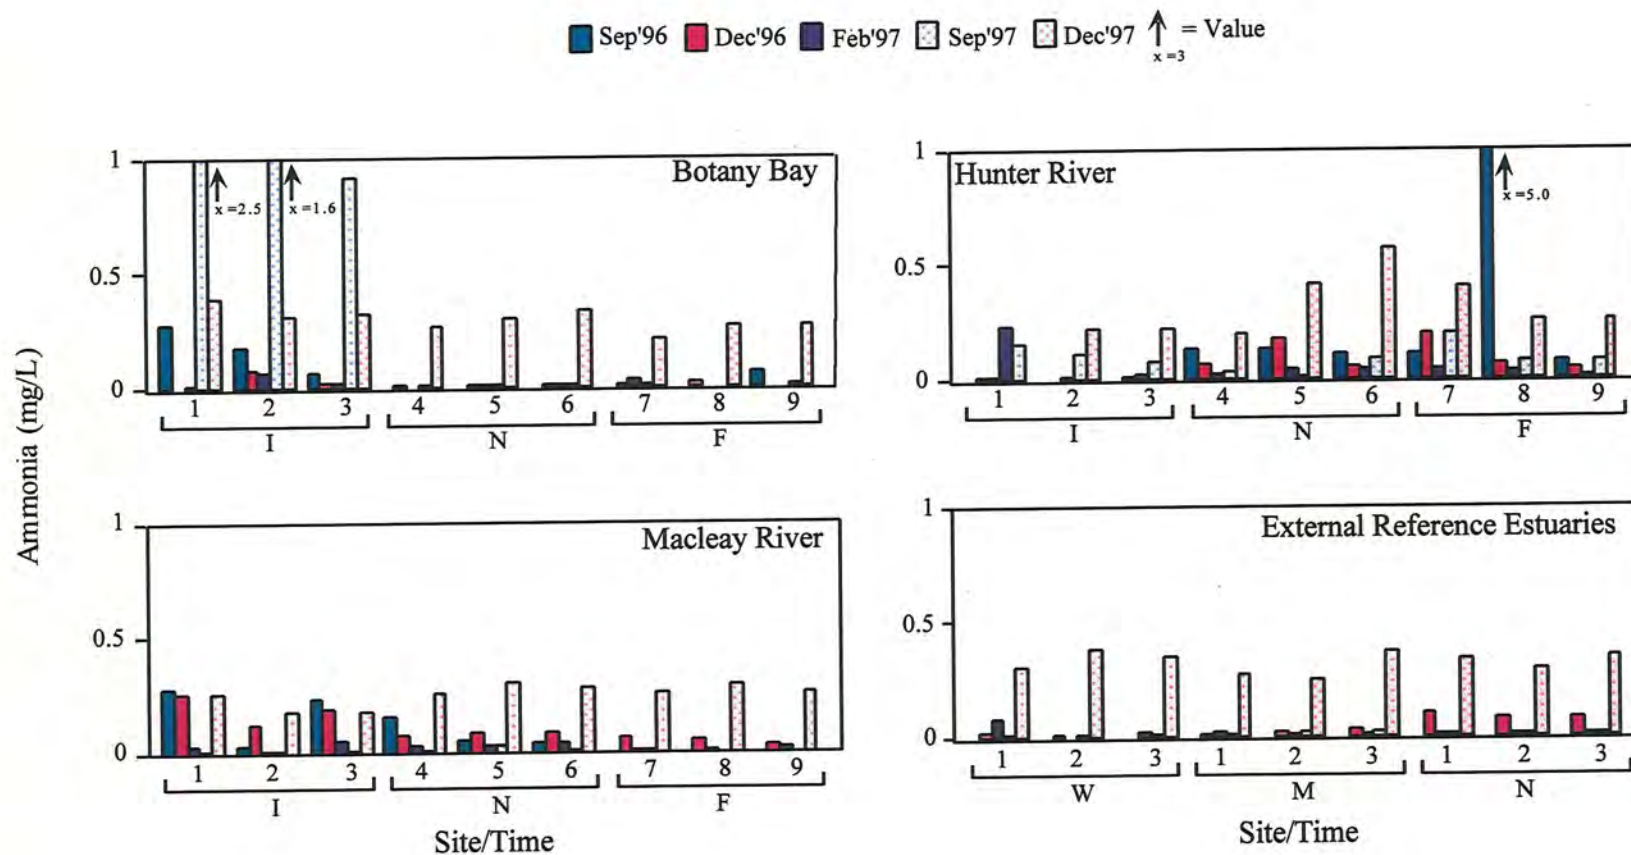 Sep'96 Dec'96 Feb'97 Sep'97 Dec'97 = Value
x =3
Ammonia (mg/L)
Botany Bay
1
0.5
0
x =2.5
x =1.6
1 2 3 4 5 6 7 8 9
I N F
Hunter River
1
0.5
0
x =5.0
1 2 3 4 5 6 7 8 9
I N F
Macleay River
1
0.5
0
1 2 3 4 5 6 7 8 9
I N F
Site/Time
External Reference Estuaries
1
0.5
0
1 2 3 1 2 3 1 2 3
W M N
Site/Time